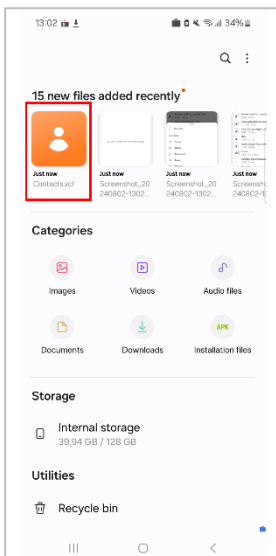 13:02
34%
15 new files added recently
Just now
Contacts.vcf
Just now
Screenshot_20
240802-1302...
Just now
Screenshot_20
240802-1302...
Just now
Categories
Images
Videos
Audio files
APK
Documents
Downloads
Installation files
Storage
Internal storage
39,94 GB / 128 GB
Utilities
Recycle bin